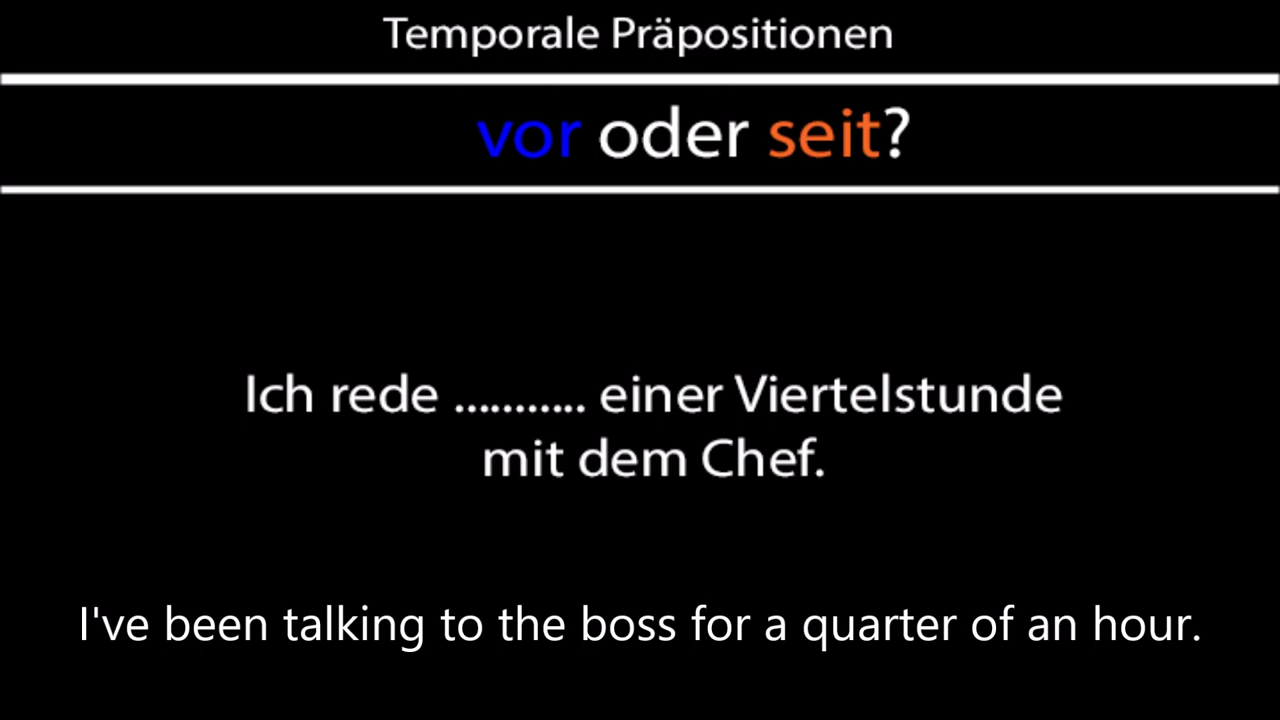 Temporale Präpositionen
vor oder seit?
Ich rede ........... einer Viertelstunde
mit dem Chef.
I've been talking to the boss for a quarter of an hour.